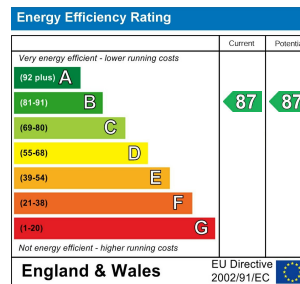 Energy Efficiency Rating
Current Potentia
Very energy efficient - lower running costs
(92 plus) A
(81-91) B 87 87
(69-80) C
(55-68) D
(39-54) E
(21-38) F
(1-20) G
Not energy efficient - higher running costs
England & Wales
EU Directive
2002/91/EC